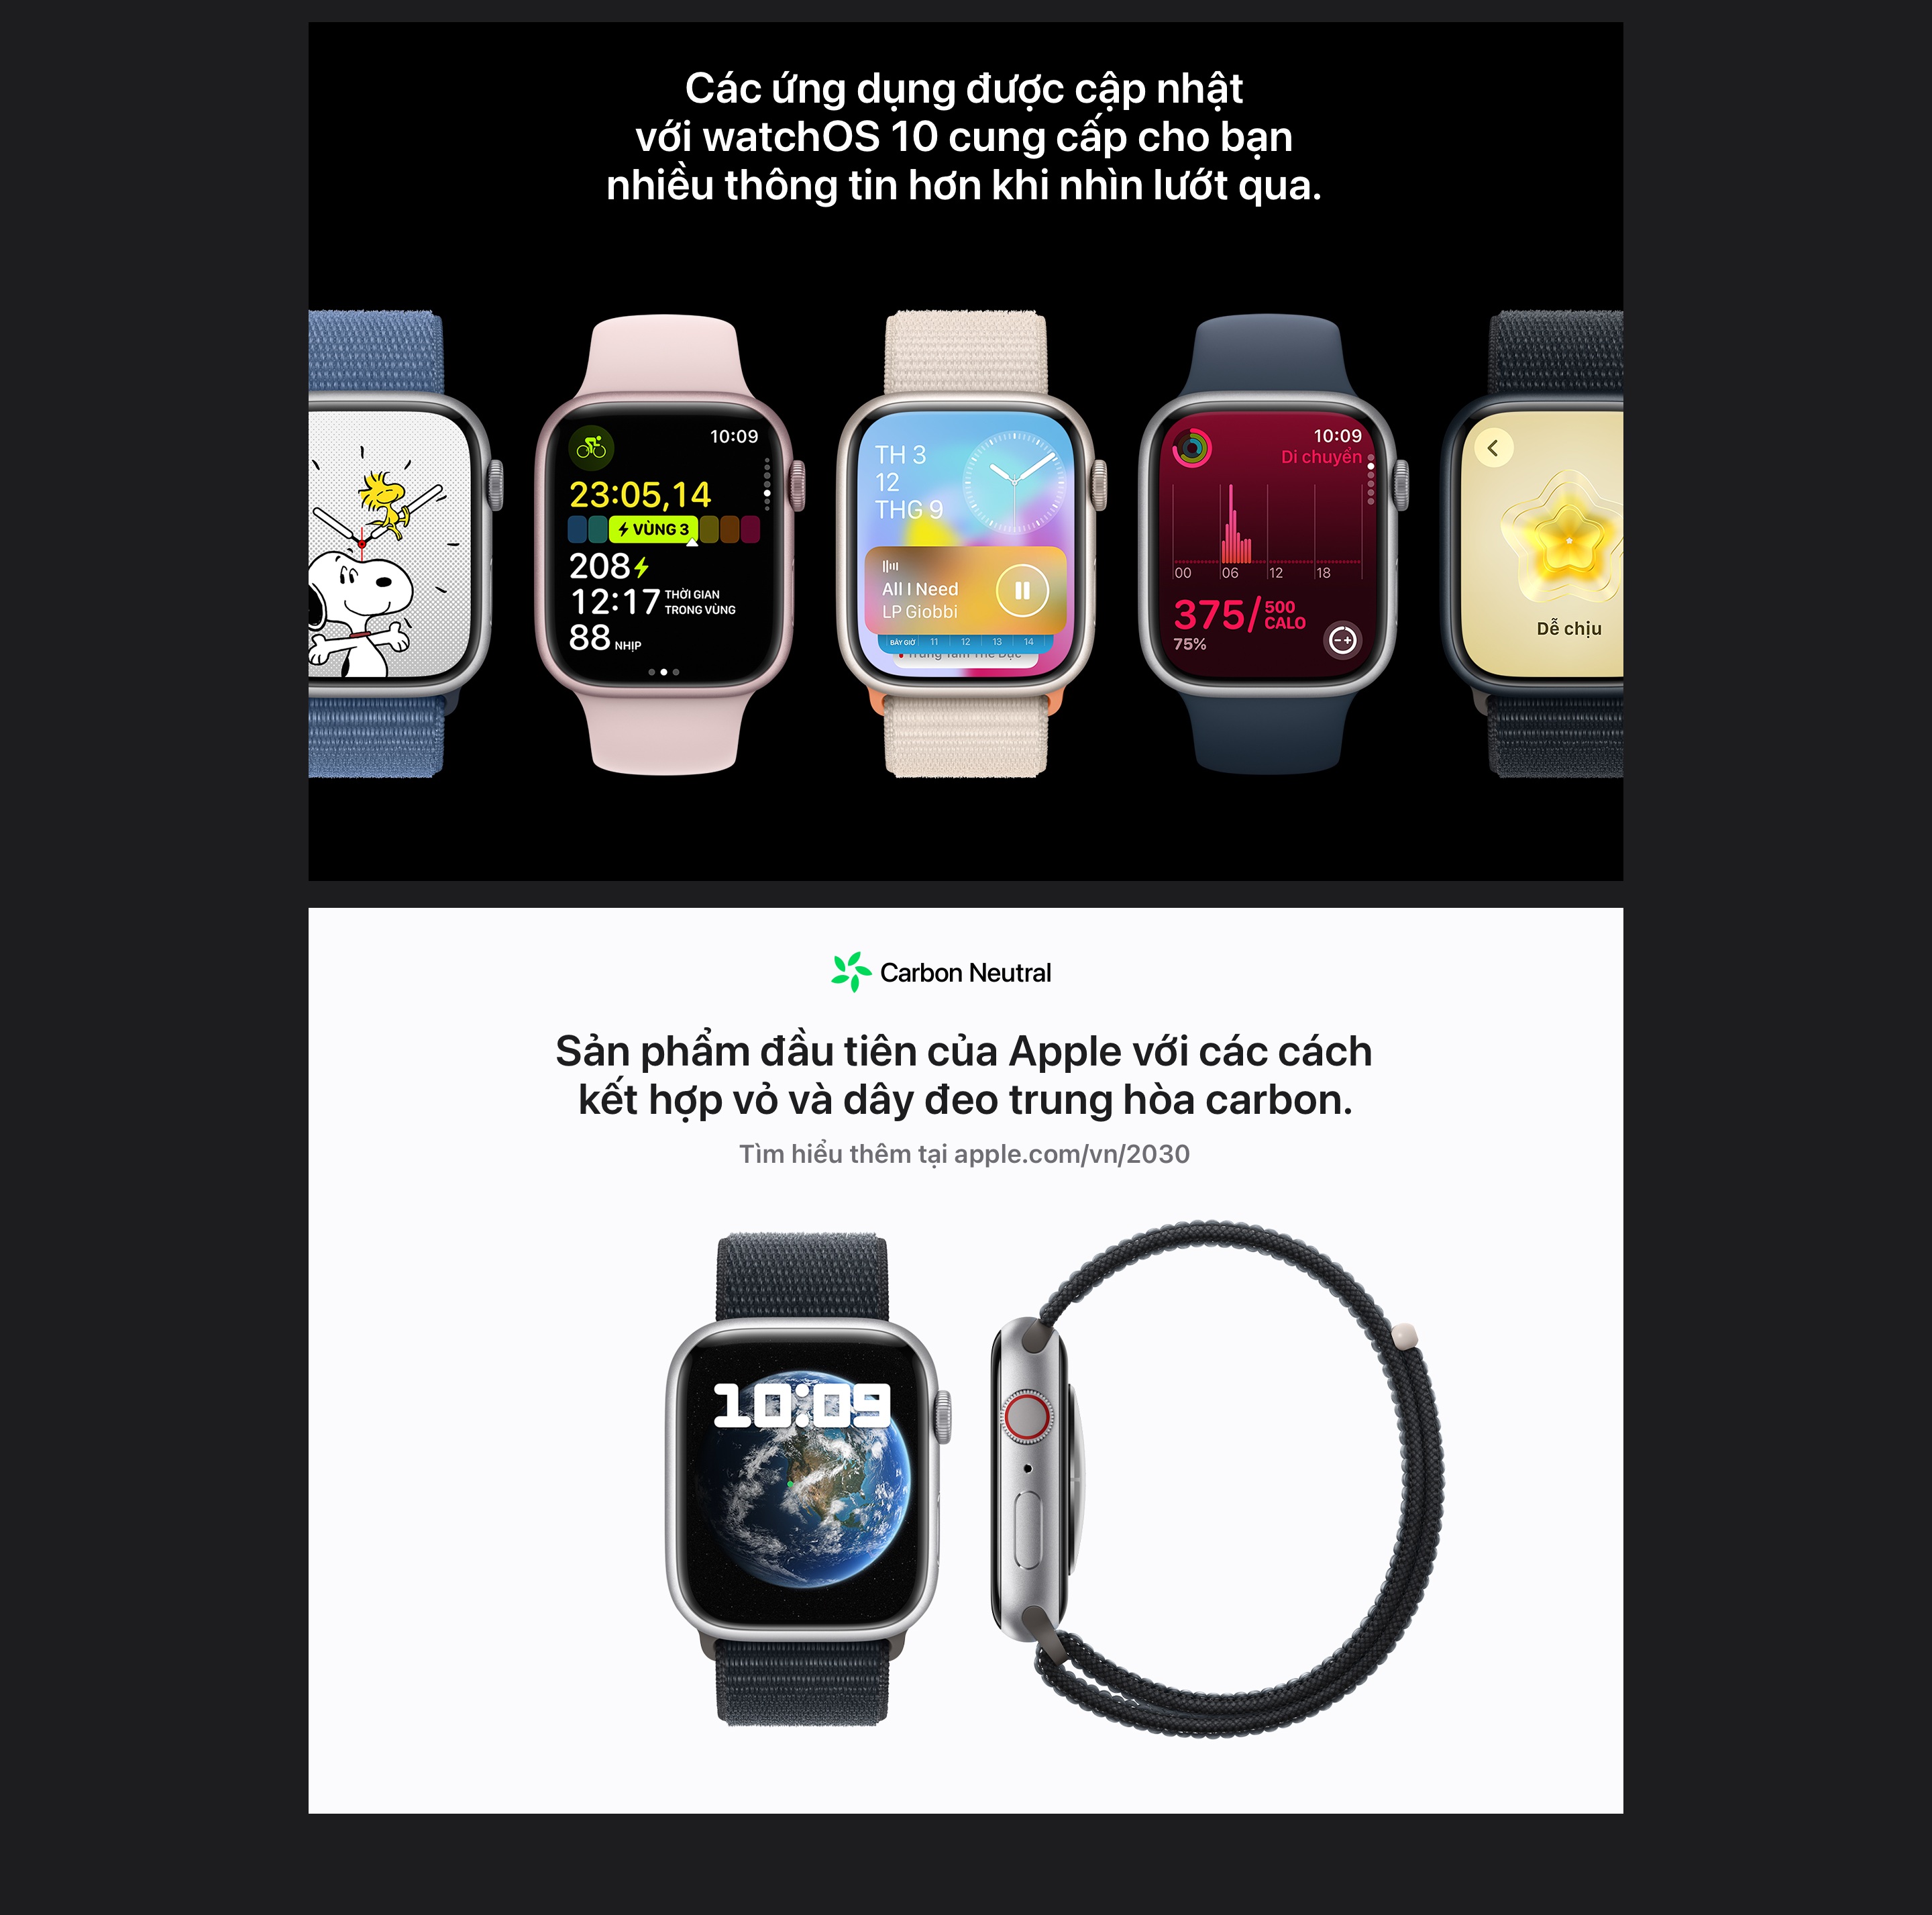 Các ứng dụng được cập nhật
với watchOS 10 cung cấp cho bạn
nhiều thông tin hơn khi nhìn lướt qua.
10:09
23:05,14
VÙNG 3
208
12:17 THỜI GIAN
TRONG VÙNG
88 NHỊP
TH 3
12
THG 9
All I Need
LP Giobbi
BÂY GIỜ 11 12 13 14
Trung Tâm Thể Dục
10:09
Di chuyển
00 06 12 18
375/500
CALO
75%
Dễ chịu
Carbon Neutral
Sản phẩm đầu tiên của Apple với các cách
kết hợp vỏ và dây đeo trung hòa carbon.
Tìm hiểu thêm tại apple.com/vn/2030
10:09